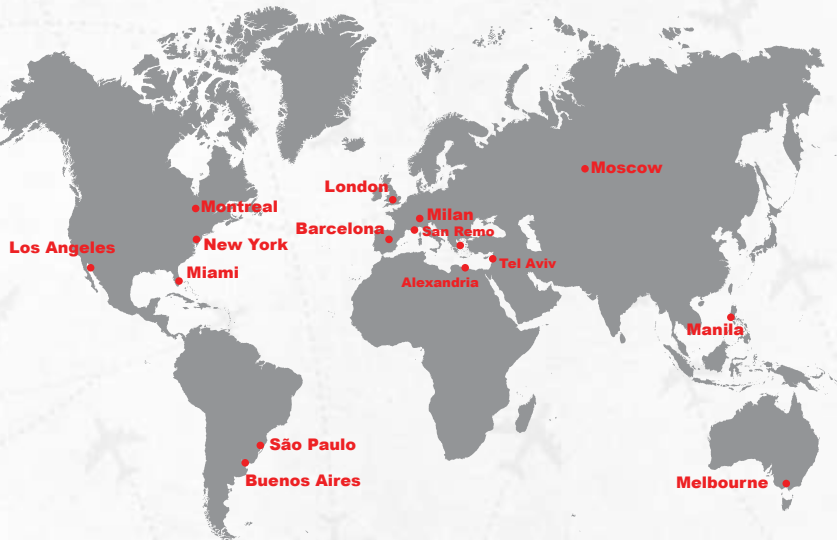 Moscow
London
Montreal
Milan
Barcelona
San Remo
New York
Los Angeles
Tel Aviv
Miami
Alexandria
Manila
São Paulo
Buenos Aires
Melbourne